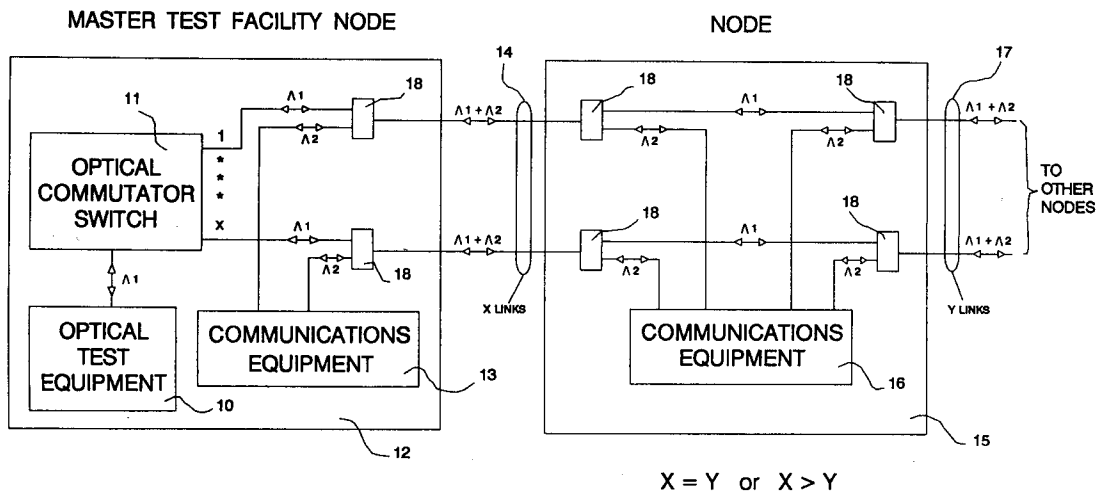 MASTER TEST FACILITY NODE
NODE
11
18
14
18
18
17
Λ1
Λ2
Λ1 + Λ2
Λ1
Λ2
Λ2
Λ1 + Λ2
OPTICAL
COMMUTATOR
SWITCH
1
*
*
*
X
TO
OTHER
NODES
Λ1
Λ2
18
Λ1 + Λ2
18
Λ1
Λ2
18
Λ2
Λ1 + Λ2
Λ1
X LINKS
Y LINKS
OPTICAL
TEST
EQUIPMENT
COMMUNICATIONS
EQUIPMENT
COMMUNICATIONS
EQUIPMENT
10
13
16
12
15
X = Y or X > Y